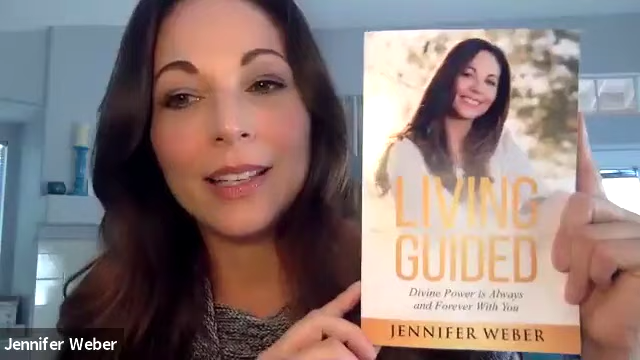 LIVING
GUIDED
Divine Power is Always
and Forever With You
JENNIFER WEBER
Jennifer Weber